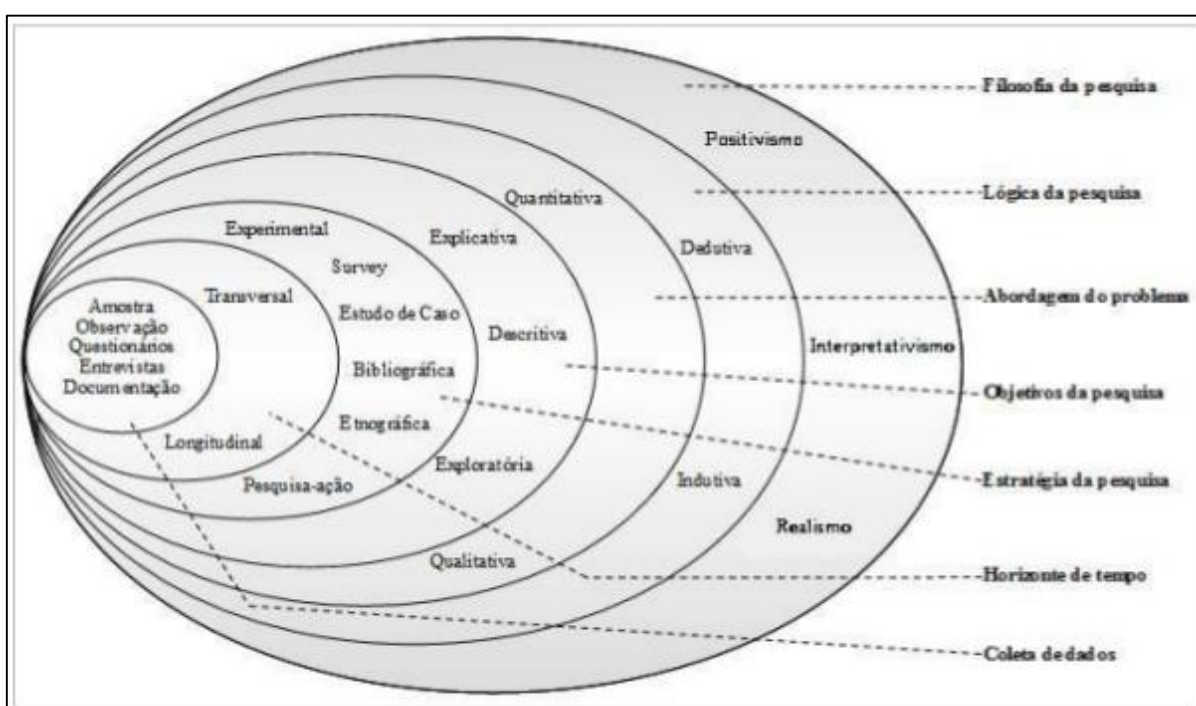 Filosofia da pesquisa
Positivismo
Lógica da pesquisa
Quantitativa
Experimental
Explicativa
Dedutiva
Survey
Transversal
Abordagem do problema
Amostra
Observação
Questionários
Entrevistas
Documentação
Estudo de Caso
Descritiva
Interpretativismo
Bibliográfica
Objetivos da pesquisa
Etnográfica
Longitudinal
Exploratória
Pesquisa-ação
Indutiva
Estratégia da pesquisa
Realismo
Qualitativa
Horizonte de tempo
Coleta de dados